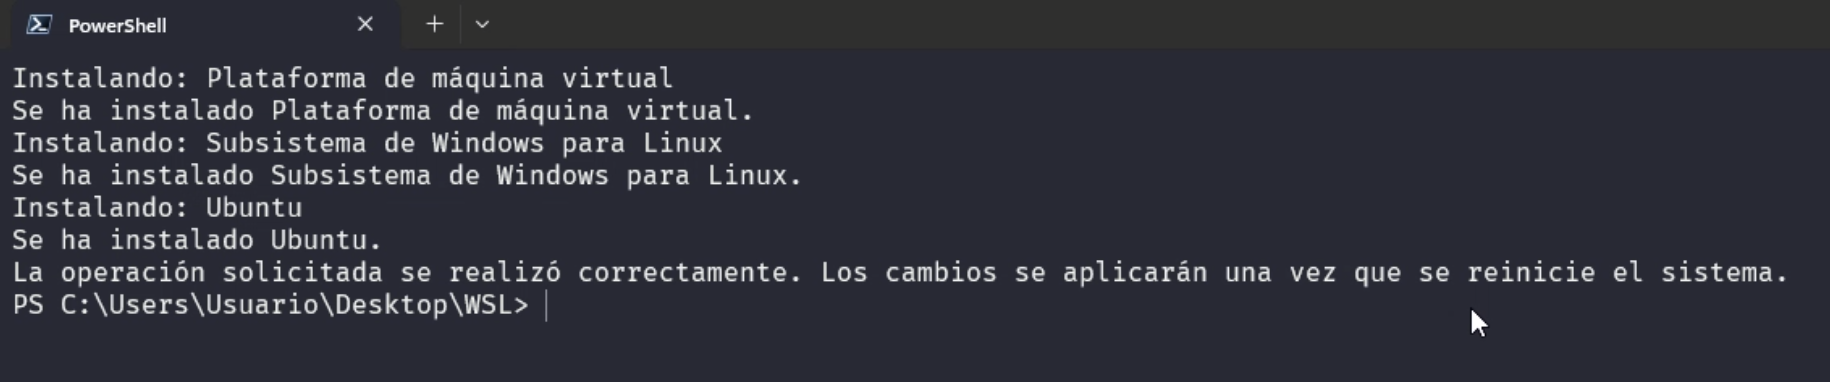 PowerShell
Instalando: Plataforma de máquina virtual
Se ha instalado Plataforma de máquina virtual.
Instalando: Subsistema de Windows para Linux
Se ha instalado Subsistema de Windows para Linux.
Instalando: Ubuntu
Se ha instalado Ubuntu.
La operación solicitada se realizó correctamente. Los cambios se aplicarán una vez que se reinicie el sistema.
PS C:\Users\Usuario\Desktop\WSL>